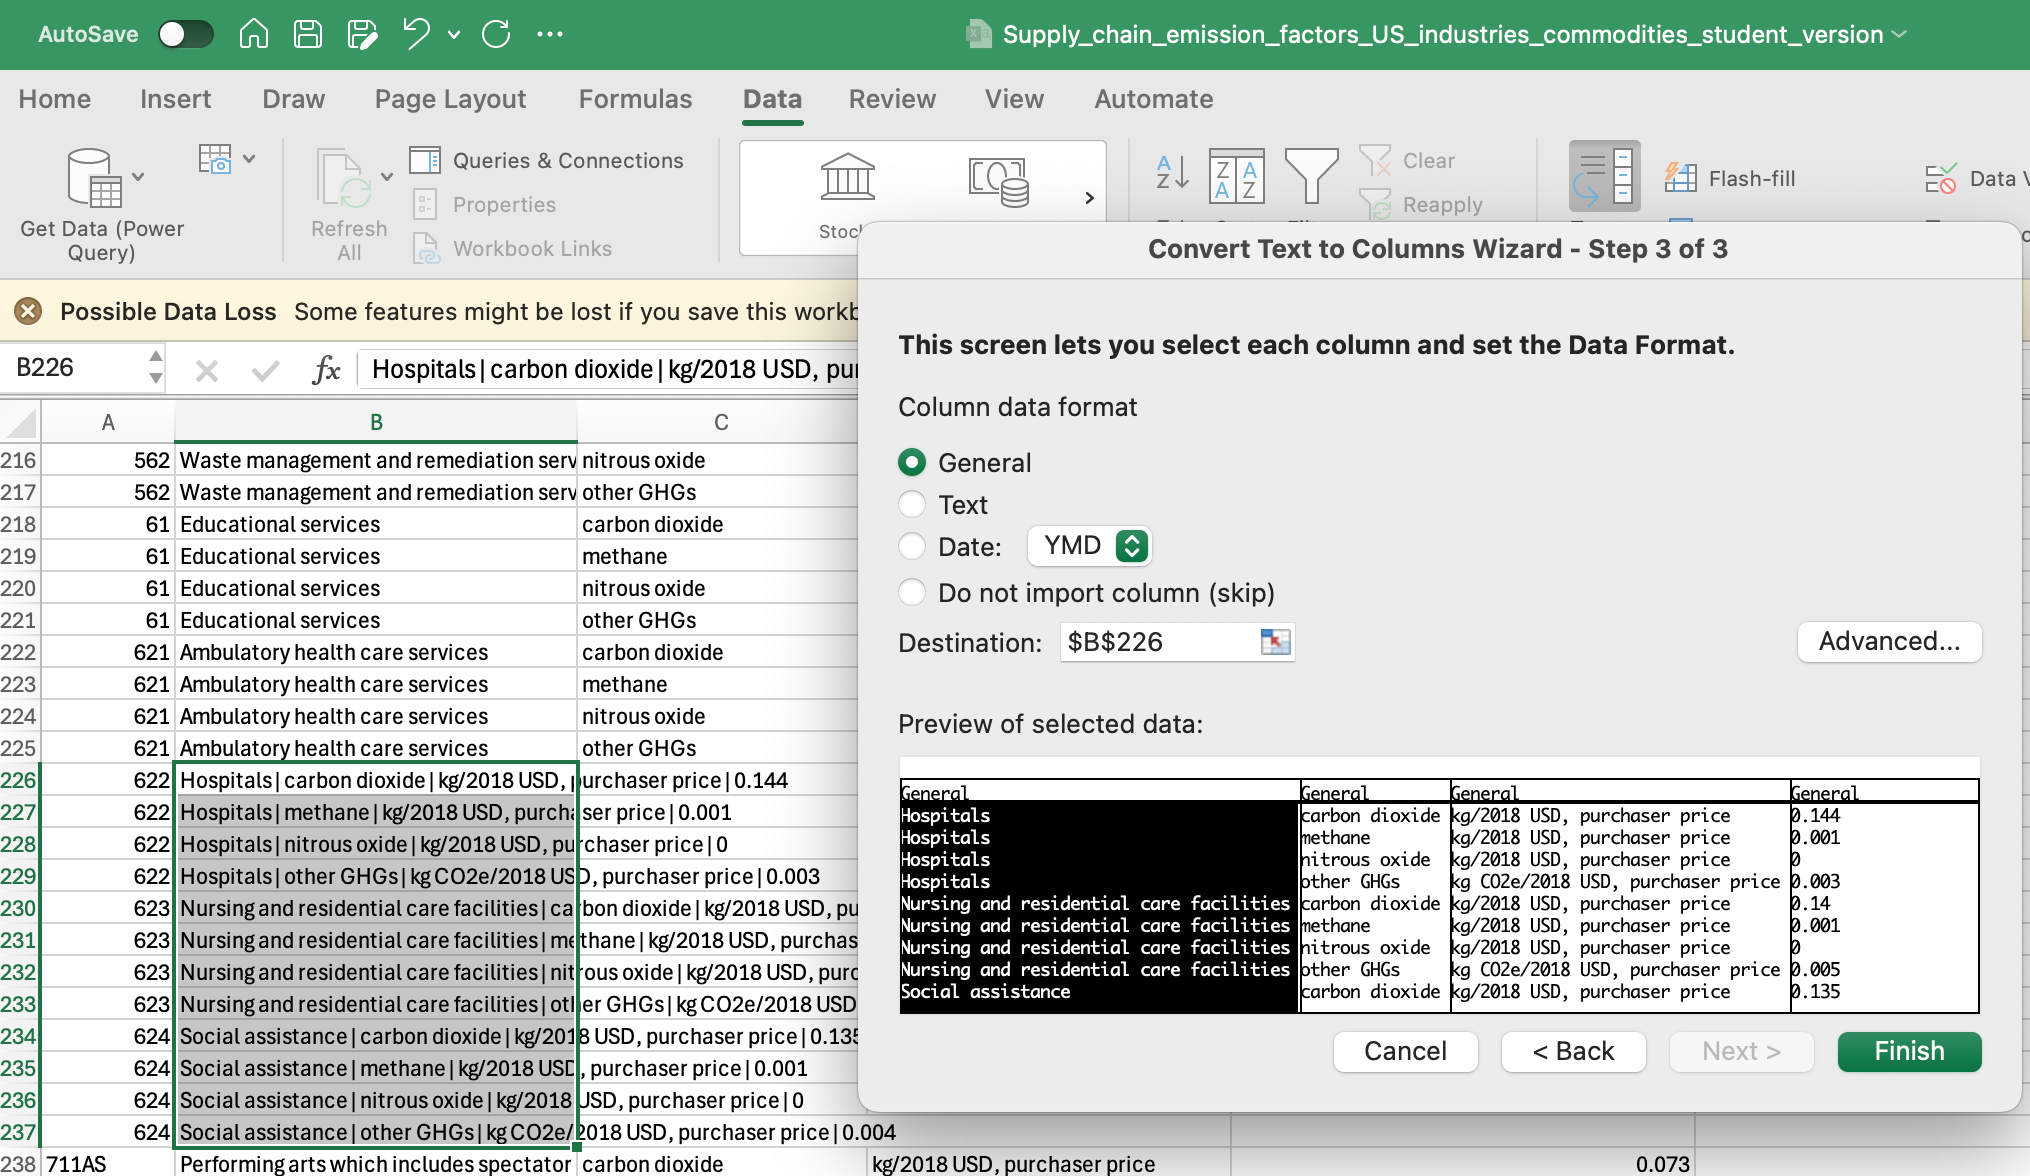 AutoSave
Supply_chain_emission_factors_US_industries_commodities_student_version
Home Insert Draw Page Layout Formulas Data Review View Automate
Get Data (Power Query)
Refresh All
Queries & Connections
Properties
Workbook Links
Clear
Reapply
Flash-fill
Data
Possible Data Loss Some features might be lost if you save this
B226
fx Hospitals|carbon dioxide|kg/2018 USD,
A B C
216 562 Waste management and remediation serv nitrous oxide
217 562 Waste management and remediation serv other GHGs
218 61 Educational services carbon dioxide
219 61 Educational services methane
220 61 Educational services nitrous oxide
221 61 Educational services other GHGs
222 621 Ambulatory health care services carbon dioxide
223 621 Ambulatory health care services methane
224 621 Ambulatory health care services nitrous oxide
225 621 Ambulatory health care services other GHGs
226 622 Hospitals|carbon dioxide|kg/2018 USD, purchaser price|0.144
227 622 Hospitals|methane|kg/2018 USD, purchaser price|0.001
228 622 Hospitals|nitrous oxide|kg/2018 USD, purchaser price|0
229 622 Hospitals|other GHGs|kg CO2e/2018 USD, purchaser price|0.003
230 623 Nursing and residential care facilities|carbon dioxide|kg/2018 USD, pu
231 623 Nursing and residential care facilities|methane|kg/2018 USD, purchas
232 623 Nursing and residential care facilities|nitrous oxide|kg/2018 USD, purc
233 623 Nursing and residential care facilities|other GHGs|kg CO2e/2018 USD
234 624 Social assistance|carbon dioxide|kg/2018 USD, purchaser price|0.135
235 624 Social assistance|methane|kg/2018 USD, purchaser price|0.001
236 624 Social assistance|nitrous oxide|kg/2018 USD, purchaser price|0
237 624 Social assistance|other GHGs|kg CO2e/2018 USD, purchaser price|0.004
238 711AS Performing arts which includes spectator carbon dioxide kg/2018 USD, purchaser price 0.073
Convert Text to Columns Wizard - Step 3 of 3
This screen lets you select each column and set the Data Format.
Column data format
General
Text
Date: YMD
Do not import column (skip)
Destination: $B$226
Advanced...
Preview of selected data:
General General General General
Hospitals carbon dioxide kg/2018 USD, purchaser price 0.144
Hospitals methane kg/2018 USD, purchaser price 0.001
Hospitals nitrous oxide kg/2018 USD, purchaser price 0
Hospitals other GHGs kg CO2e/2018 USD, purchaser price 0.003
Nursing and residential care facilities carbon dioxide kg/2018 USD, purchaser price 0.14
Nursing and residential care facilities methane kg/2018 USD, purchaser price 0.001
Nursing and residential care facilities nitrous oxide kg/2018 USD, purchaser price 0
Nursing and residential care facilities other GHGs kg CO2e/2018 USD, purchaser price 0.005
Social assistance carbon dioxide kg/2018 USD, purchaser price 0.135
Cancel < Back Next > Finish